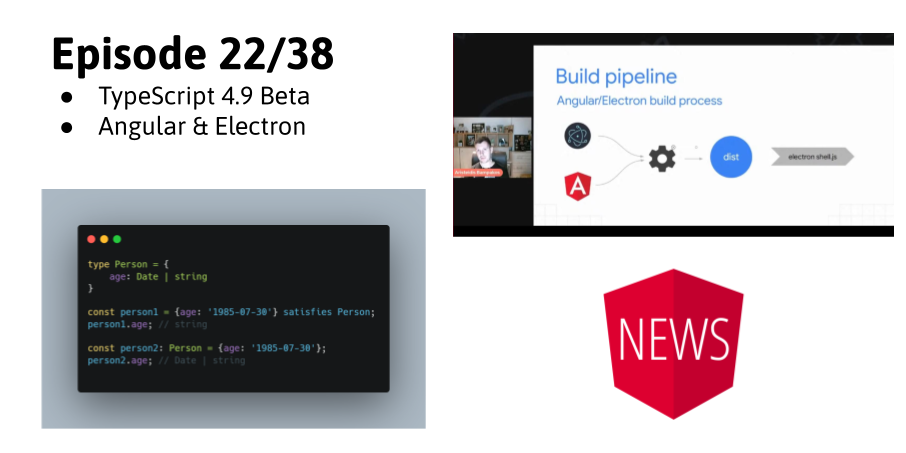 Episode 22/38
● TypeScript 4.9 Beta
● Angular & Electron
Build pipeline
Angular/Electron build process
dist
electron shell.js
Aristeidis Bampakos
A
type Person = {
    age: Date | string
}
const person1 = {age: '1985-07-30'} satisfies Person;
person1.age; // string
const person2: Person = {age: '1985-07-30'};
person2.age; // Date | string
NEWS